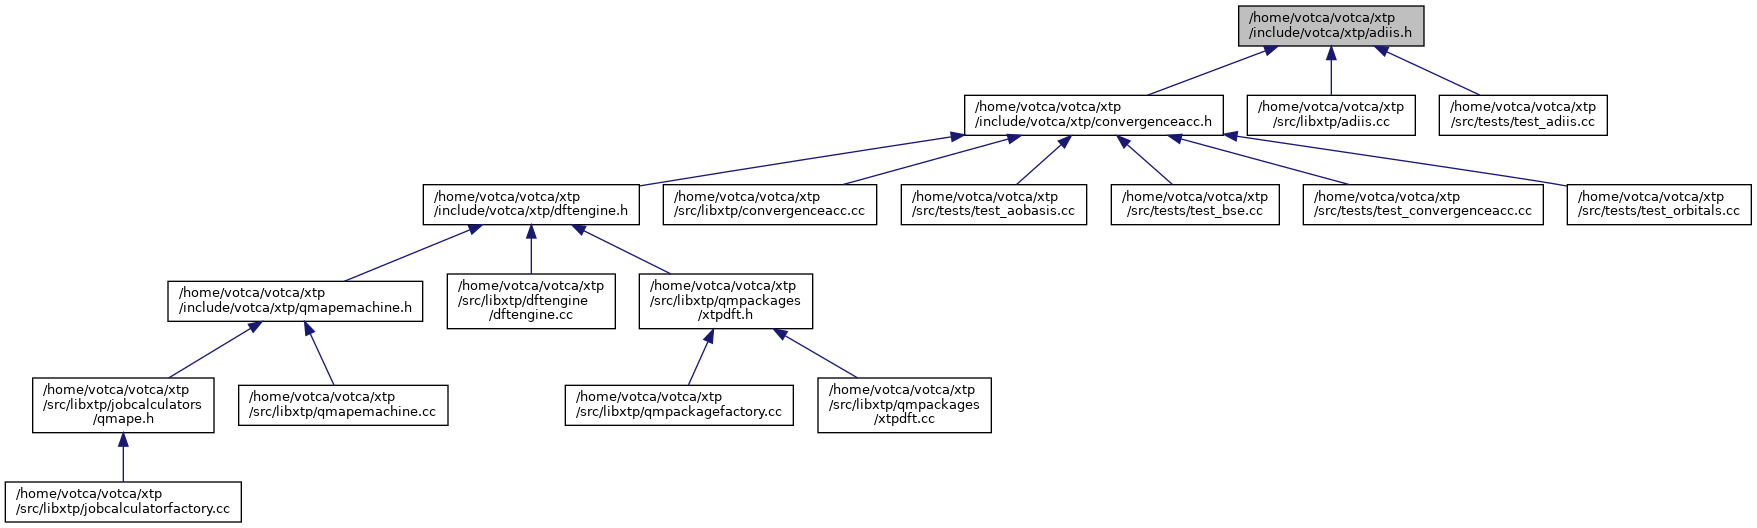 /home/votca/votca/xtp
/include/votca/xtp/adiis.h
/home/votca/votca/xtp
/include/votca/xtp/convergenceacc.h
/home/votca/votca/xtp
/src/libxtp/adiis.cc
/home/votca/votca/xtp
/src/tests/test_adiis.cc
/home/votca/votca/xtp
/include/votca/xtp/dftengine.h
/home/votca/votca/xtp
/src/libxtp/convergenceacc.cc
/home/votca/votca/xtp
/src/tests/test_aobasis.cc
/home/votca/votca/xtp
/src/tests/test_bse.cc
/home/votca/votca/xtp
/src/tests/test_convergenceacc.cc
/home/votca/votca/xtp
/src/tests/test_orbitals.cc
/home/votca/votca/xtp
/include/votca/xtp/qmapemachine.h
/home/votca/votca/xtp
/src/libxtp/dftengine
/dftengine.cc
/home/votca/votca/xtp
/src/libxtp/qmpackages
/xtpdft.h
/home/votca/votca/xtp
/src/libxtp/jobcalculators
/qmape.h
/home/votca/votca/xtp
/src/libxtp/qmapemachine.cc
/home/votca/votca/xtp
/src/libxtp/qmpackagefactory.cc
/home/votca/votca/xtp
/src/libxtp/qmpackages
/xtpdft.cc
/home/votca/votca/xtp
/src/libxtp/jobcalculatorfactory.cc